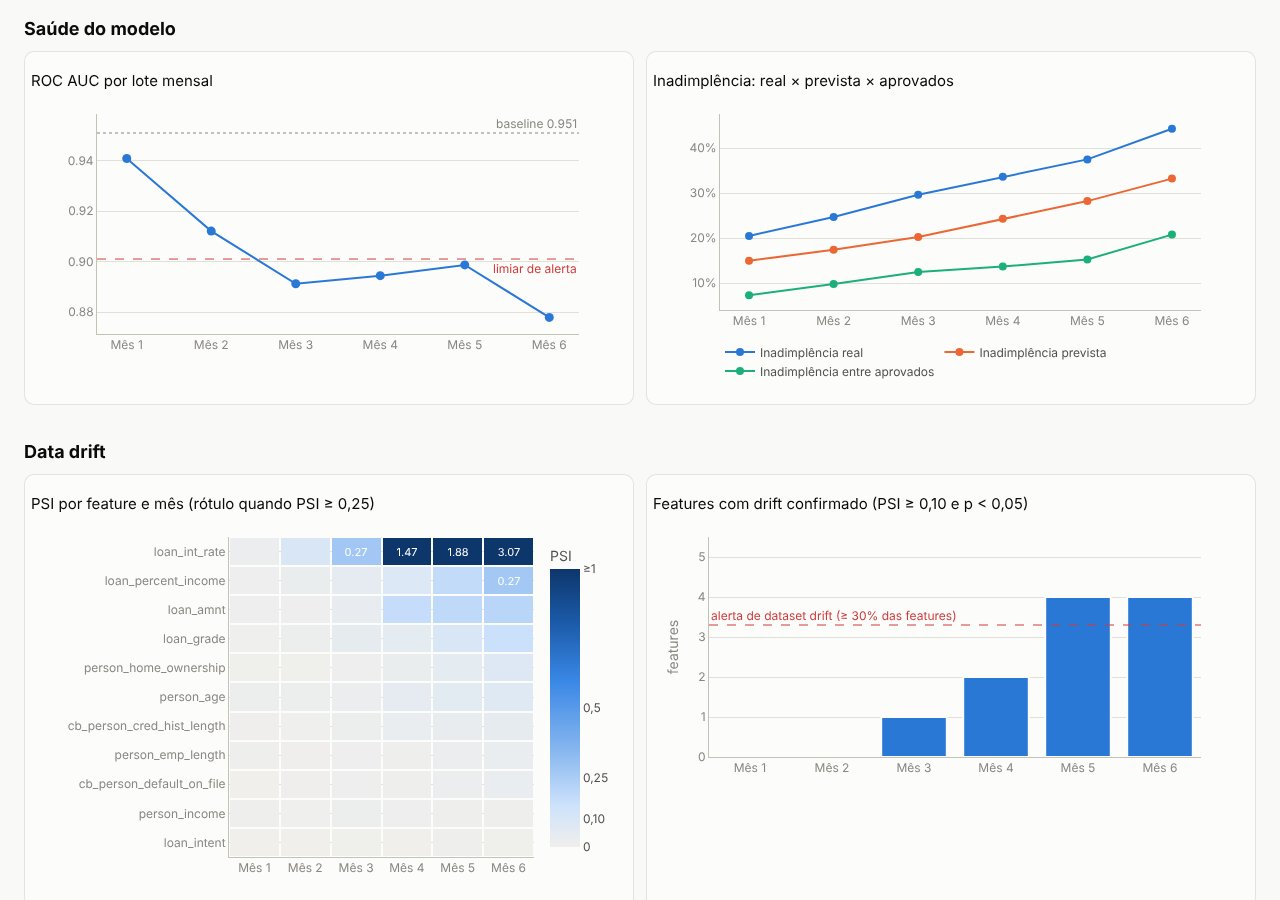 Saúde do modelo
ROC AUC por lote mensal
baseline 0.951
0.94
0.92
0.90
limiar de alerta
0.88
Mês 1 Mês 2 Mês 3 Mês 4 Mês 5 Mês 6
Inadimplência: real × prevista × aprovados
40%
30%
20%
10%
Mês 1 Mês 2 Mês 3 Mês 4 Mês 5 Mês 6
Inadimplência real Inadimplência prevista
Inadimplência entre aprovados
Data drift
PSI por feature e mês (rótulo quando PSI ≥ 0,25)
loan_int_rate 0.27 1.47 1.88 3.07
loan_percent_income 0.27
loan_amnt
loan_grade
person_home_ownership
person_age
cb_person_cred_hist_length
person_emp_length
cb_person_default_on_file
person_income
loan_intent
Mês 1 Mês 2 Mês 3 Mês 4 Mês 5 Mês 6
PSI
≥1
0,5
0,25
0,10
0
Features com drift confirmado (PSI ≥ 0,10 e p < 0,05)
features
5
4
alerta de dataset drift (≥ 30% das features)
3
2
1
0
Mês 1 Mês 2 Mês 3 Mês 4 Mês 5 Mês 6